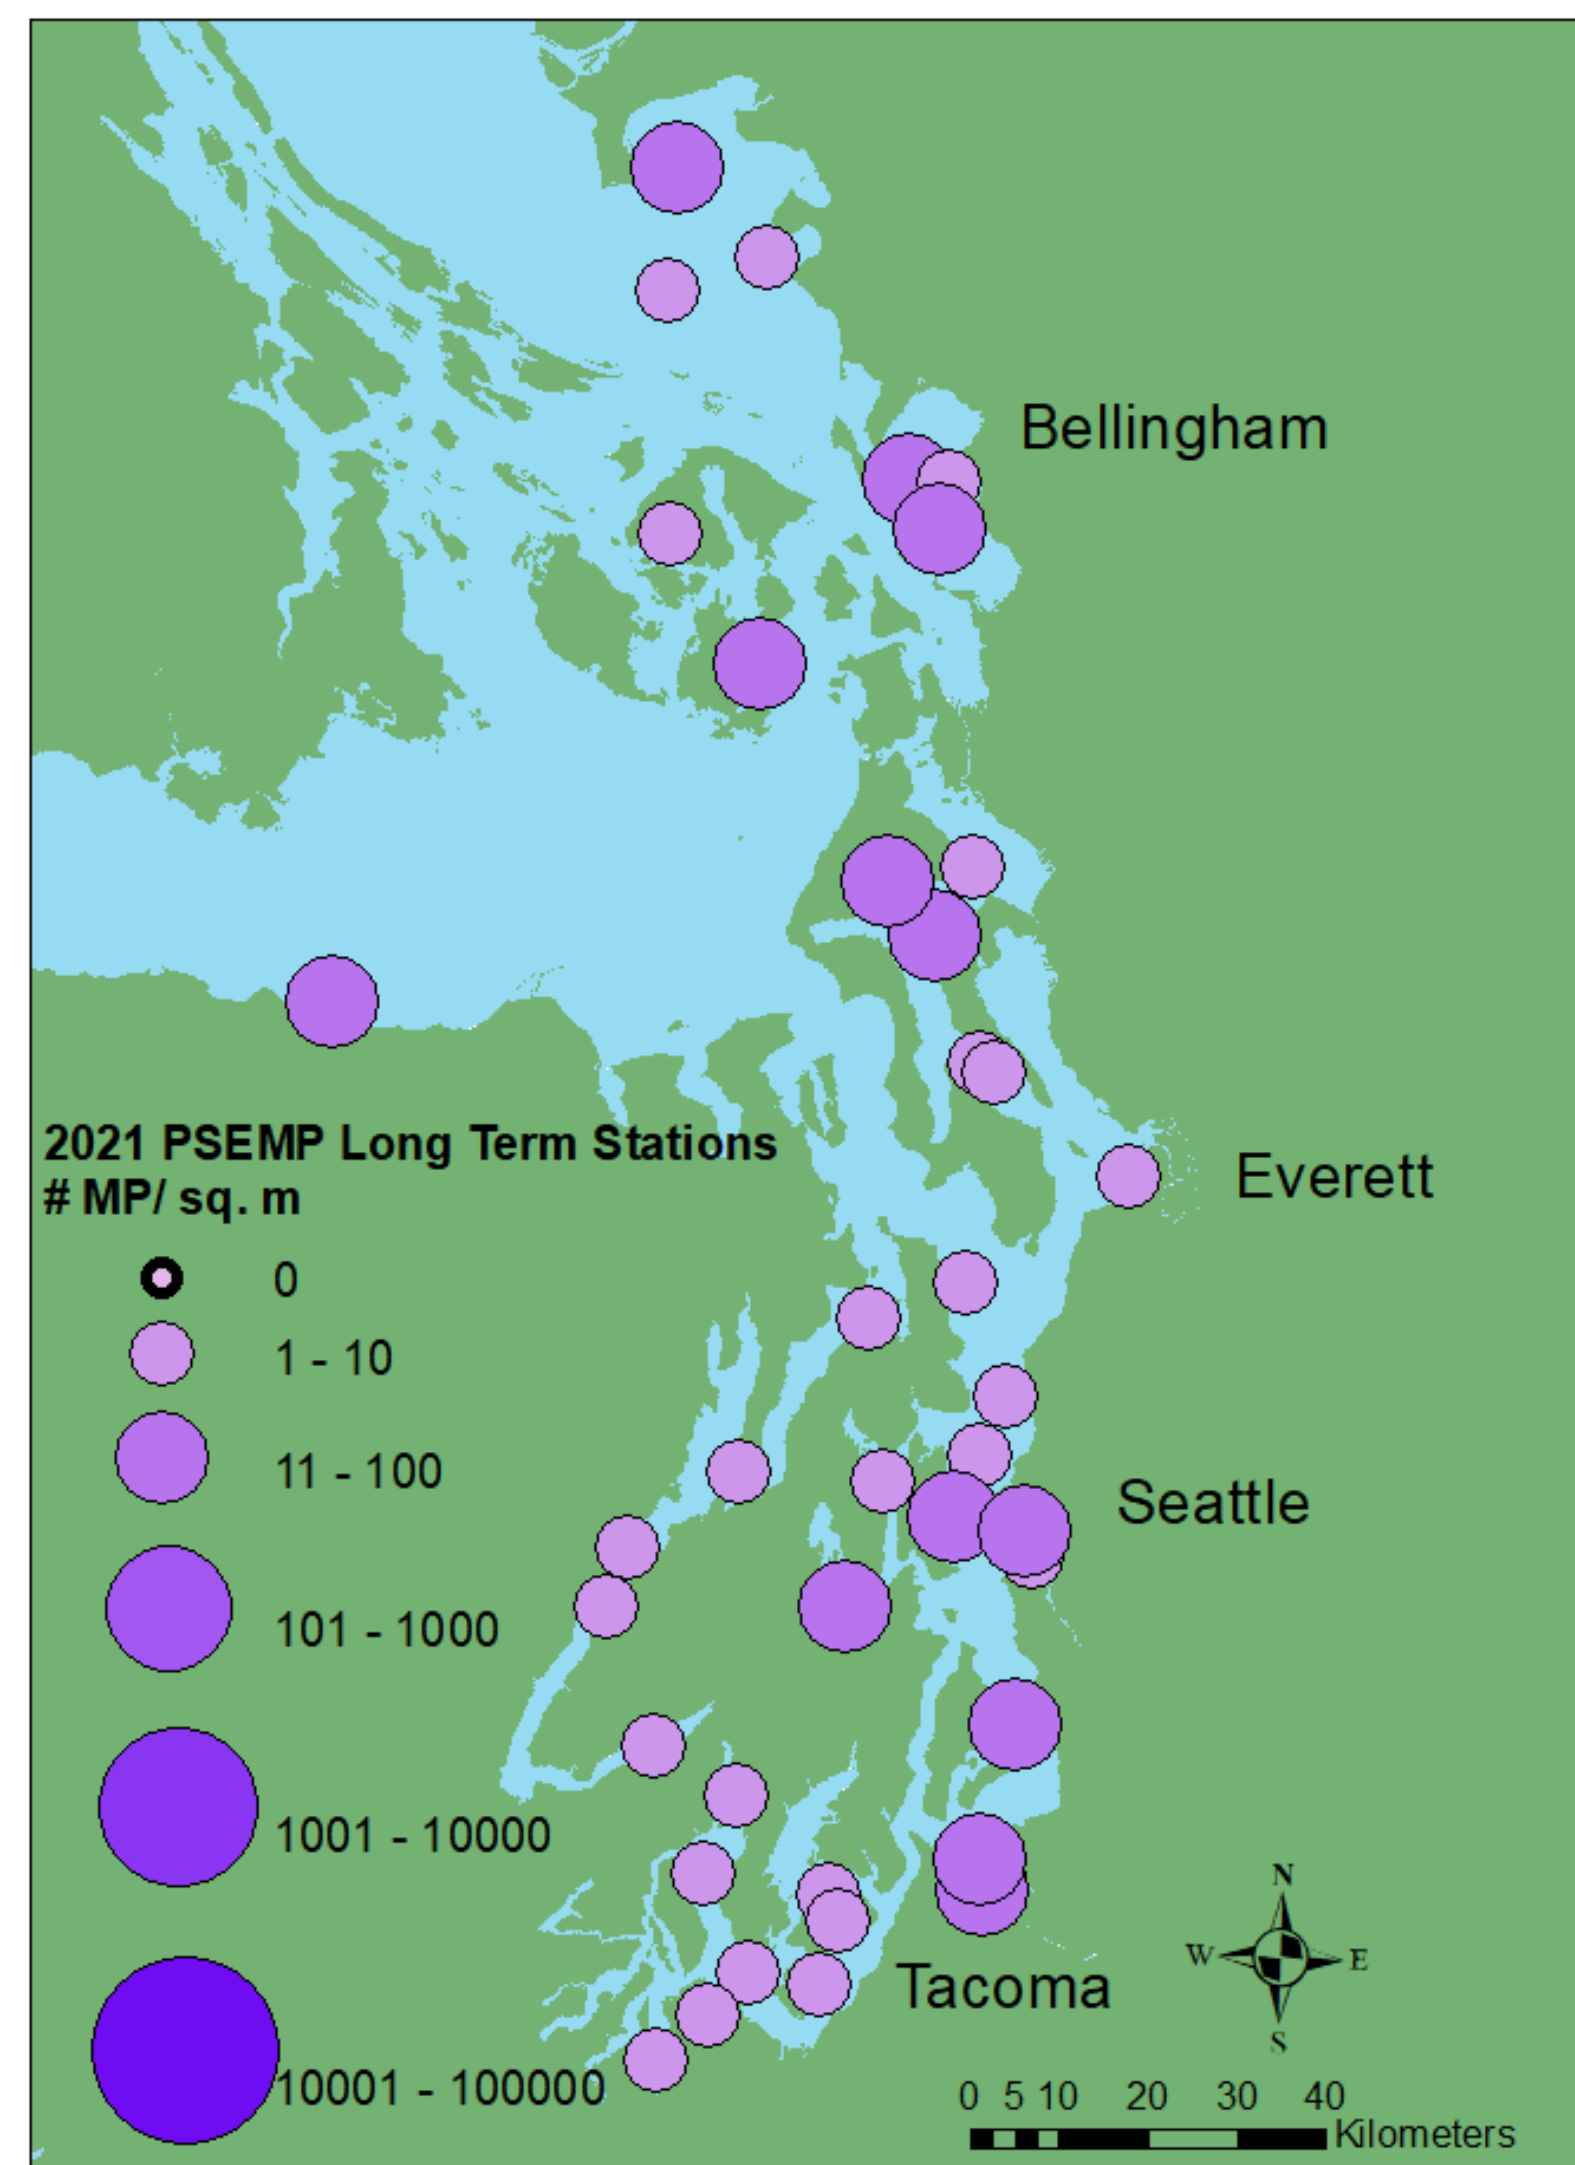 Bellingham
2021 PSEMP Long Term Stations
# MP/ sq. m
Everett
0
1 - 10
11 - 100
Seattle
101 - 1000
1001 - 10000
N
W E
S
Tacoma
10001 - 100000
0 5 10 20 30 40
Kilometers